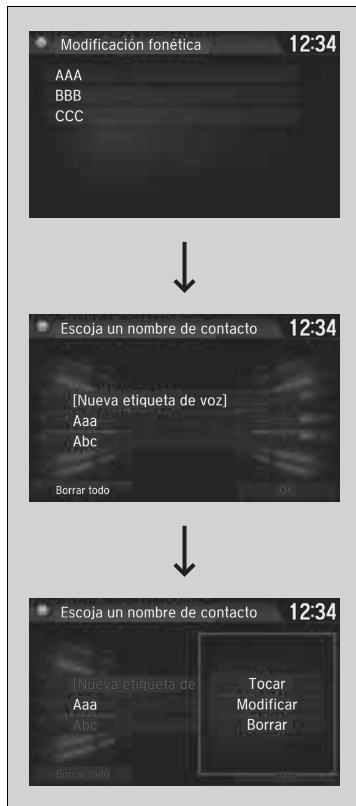 Modificación fonética 12:34
AAA
BBB
CCC
Escoja un nombre de contacto 12:34
[Nueva etiqueta de voz]
Aaa
Abc
Borrar todo OK
Escoja un nombre de contacto 12:34
[Nueva etiqueta de
Aaa
Abc
Tocar
Modificar
Borrar
Borrar todo